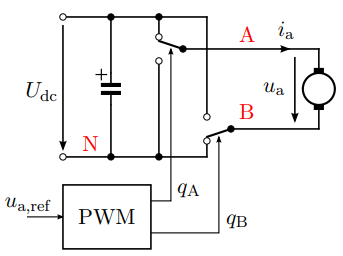 A
i_a
+
U_dc
u_a
B
N
q_A
u_a,ref
PWM
q_B